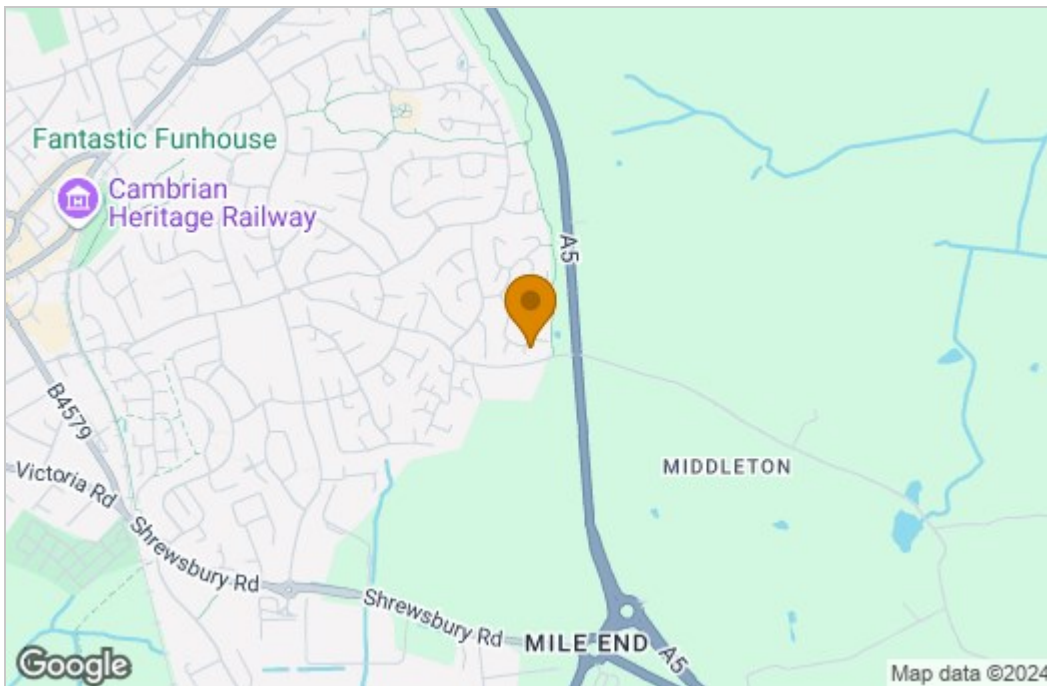 Fantastic Funhouse
Cambrian
Heritage Railway
A5
B4579
Victoria Rd
Shrewsbury Rd
MIDDLETON
Shrewsbury Rd
MILE END
A5
Google
Map data ©2024